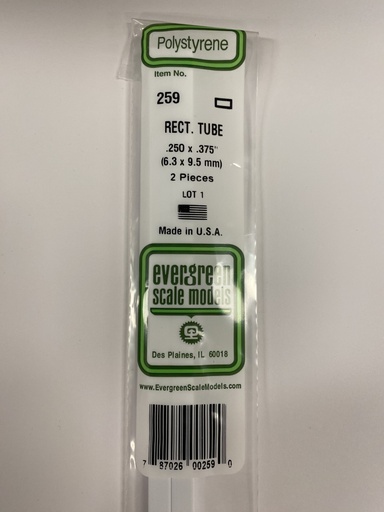 Polystyrene
Item No.
259
RECT. TUBE
.250 x .375"
(6.3 x 9.5 mm)
2 Pieces
LOT 1
Made in U.S.A.
evergreen
scale models
Des Plaines, IL 60018
www.EvergreenScaleModels.com
7 87026 00259 0